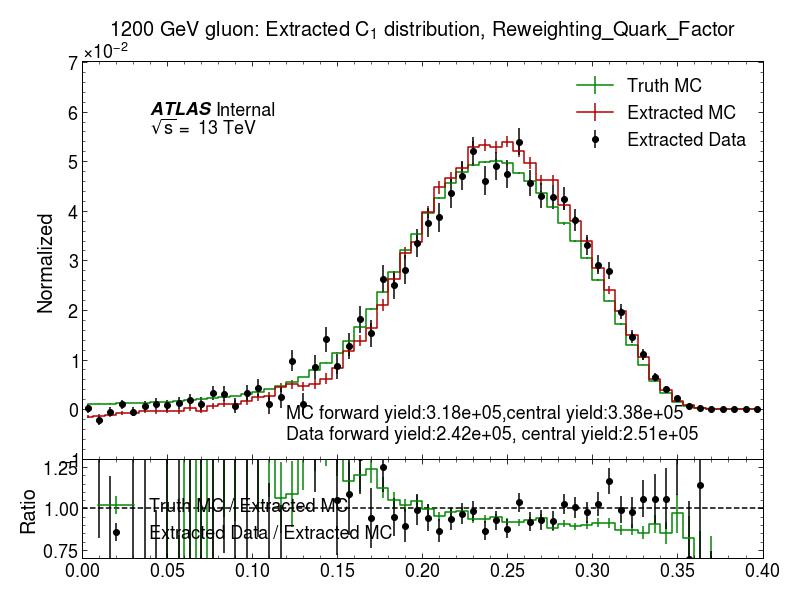 1200 GeV gluon: Extracted C₁ distribution, Reweighting_Quark_Factor
×10⁻²
7
ATLAS Internal
√s = 13 TeV
Truth MC
Extracted MC
Extracted Data
6
5
4
3
2
1
0
Normalized
MC forward yield:3.18e+05,central yield:3.38e+05
Data forward yield:2.42e+05, central yield:2.51e+05
1.25
1.00
0.75
Ratio
Truth MC / Extracted MC
Extracted Data / Extracted MC
0.00 0.05 0.10 0.15 0.20 0.25 0.30 0.35 0.40